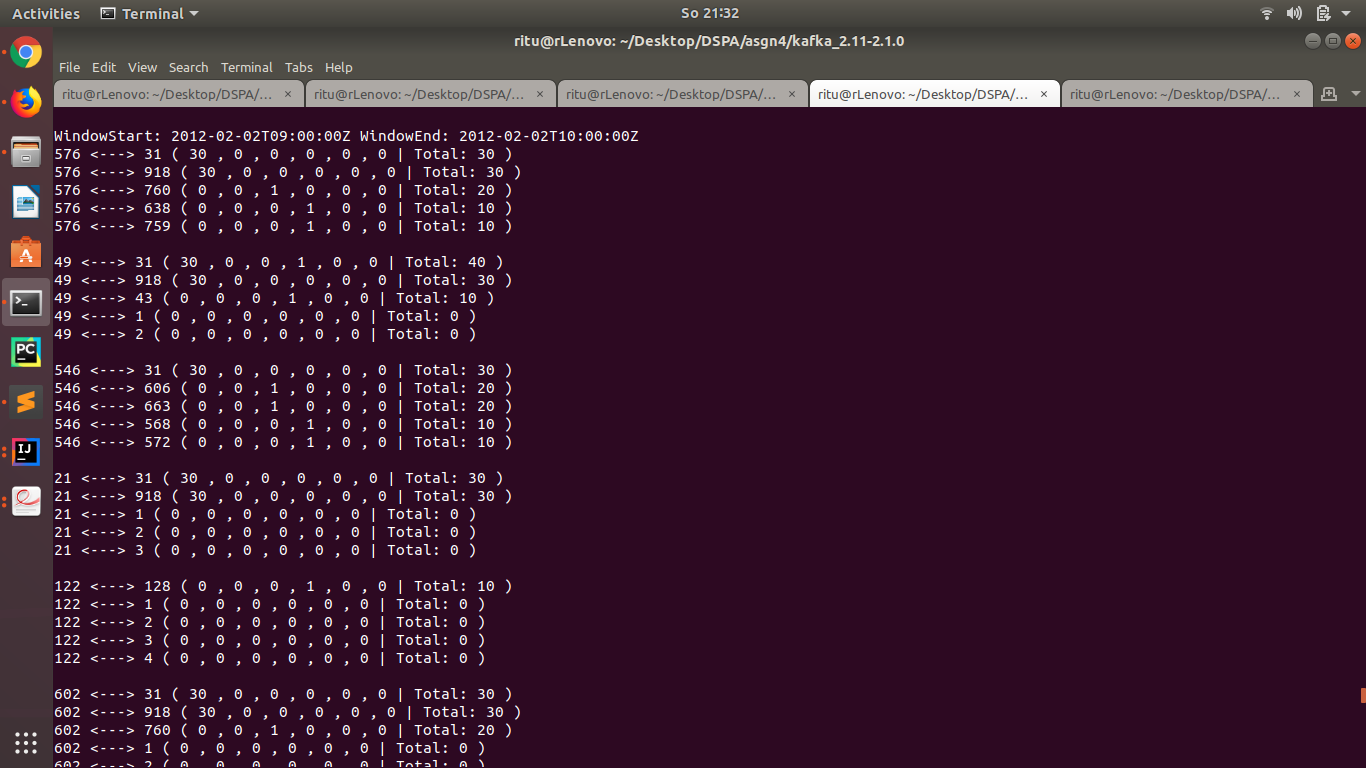 Activities Terminal So 21:32
ritu@rLenovo: ~/Desktop/DSPA/asgn4/kafka_2.11-2.1.0
File Edit View Search Terminal Tabs Help
ritu@rLenovo: ~/Desktop/DSPA/... × ritu@rLenovo: ~/Desktop/DSPA/... × ritu@rLenovo: ~/Desktop/DSPA/... × ritu@rLenovo: ~/Desktop/DSPA/... × ritu@rLenovo: ~/Desktop/DSPA/... ×
WindowStart: 2012-02-02T09:00:00Z WindowEnd: 2012-02-02T10:00:00Z
576 <---> 31 ( 30 , 0 , 0 , 0 , 0 , 0 | Total: 30 )
576 <---> 918 ( 30 , 0 , 0 , 0 , 0 , 0 | Total: 30 )
576 <---> 760 ( 0 , 0 , 1 , 0 , 0 , 0 | Total: 20 )
576 <---> 638 ( 0 , 0 , 0 , 1 , 0 , 0 | Total: 10 )
576 <---> 759 ( 0 , 0 , 0 , 1 , 0 , 0 | Total: 10 )
49 <---> 31 ( 30 , 0 , 0 , 1 , 0 , 0 | Total: 40 )
49 <---> 918 ( 30 , 0 , 0 , 0 , 0 , 0 | Total: 30 )
49 <---> 43 ( 0 , 0 , 0 , 1 , 0 , 0 | Total: 10 )
49 <---> 1 ( 0 , 0 , 0 , 0 , 0 , 0 | Total: 0 )
49 <---> 2 ( 0 , 0 , 0 , 0 , 0 , 0 | Total: 0 )
546 <---> 31 ( 30 , 0 , 0 , 0 , 0 , 0 | Total: 30 )
546 <---> 606 ( 0 , 0 , 1 , 0 , 0 , 0 | Total: 20 )
546 <---> 663 ( 0 , 0 , 1 , 0 , 0 , 0 | Total: 20 )
546 <---> 568 ( 0 , 0 , 0 , 1 , 0 , 0 | Total: 10 )
546 <---> 572 ( 0 , 0 , 0 , 1 , 0 , 0 | Total: 10 )
21 <---> 31 ( 30 , 0 , 0 , 0 , 0 , 0 | Total: 30 )
21 <---> 918 ( 30 , 0 , 0 , 0 , 0 , 0 | Total: 30 )
21 <---> 1 ( 0 , 0 , 0 , 0 , 0 , 0 | Total: 0 )
21 <---> 2 ( 0 , 0 , 0 , 0 , 0 , 0 | Total: 0 )
21 <---> 3 ( 0 , 0 , 0 , 0 , 0 , 0 | Total: 0 )
122 <---> 128 ( 0 , 0 , 0 , 1 , 0 , 0 | Total: 10 )
122 <---> 1 ( 0 , 0 , 0 , 0 , 0 , 0 | Total: 0 )
122 <---> 2 ( 0 , 0 , 0 , 0 , 0 , 0 | Total: 0 )
122 <---> 3 ( 0 , 0 , 0 , 0 , 0 , 0 | Total: 0 )
122 <---> 4 ( 0 , 0 , 0 , 0 , 0 , 0 | Total: 0 )
602 <---> 31 ( 30 , 0 , 0 , 0 , 0 , 0 | Total: 30 )
602 <---> 918 ( 30 , 0 , 0 , 0 , 0 , 0 | Total: 30 )
602 <---> 760 ( 0 , 0 , 1 , 0 , 0 , 0 | Total: 20 )
602 <---> 1 ( 0 , 0 , 0 , 0 , 0 , 0 | Total: 0 )
602 <---> 2 ( 0 , 0 , 0 , 0 , 0 , 0 | Total: 0 )
PC
IJ